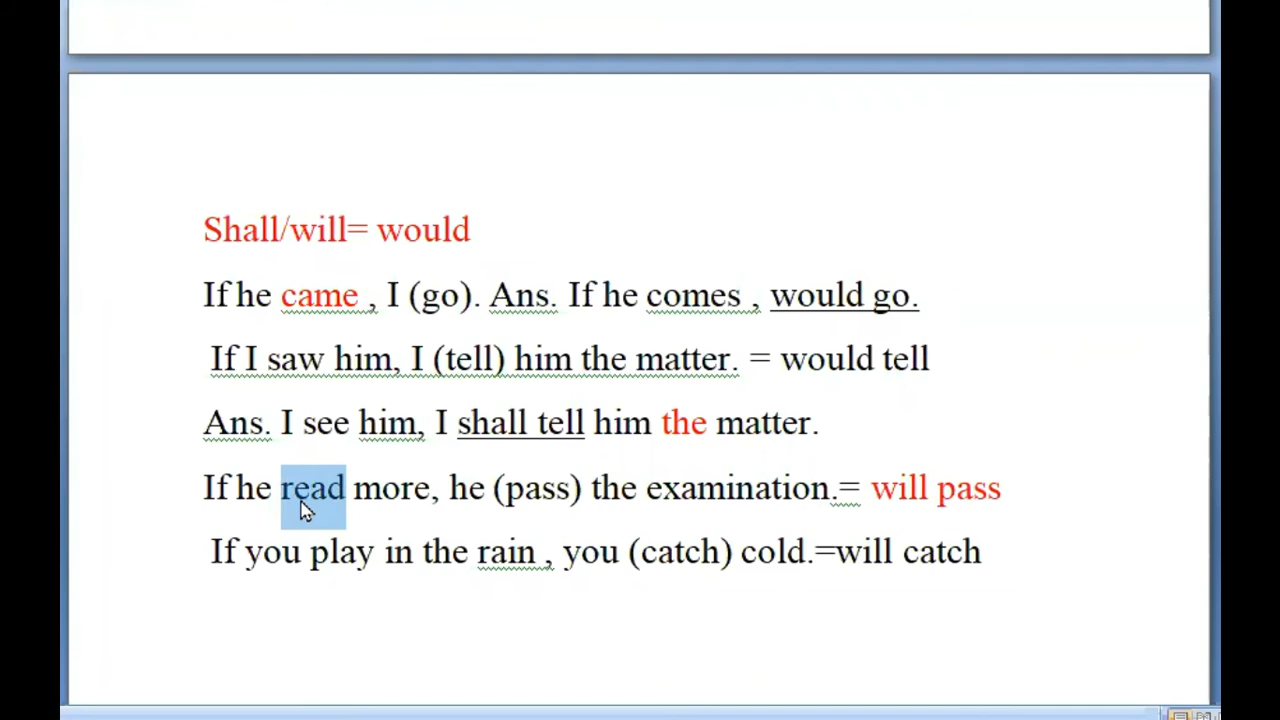 Shall/will= would
If he came , I (go). Ans. If he comes , would go.
If I saw him, I (tell) him the matter. = would tell
Ans. I see him, I shall tell him the matter.
If he read more, he (pass) the examination.= will pass
If you play in the rain , you (catch) cold.=will catch